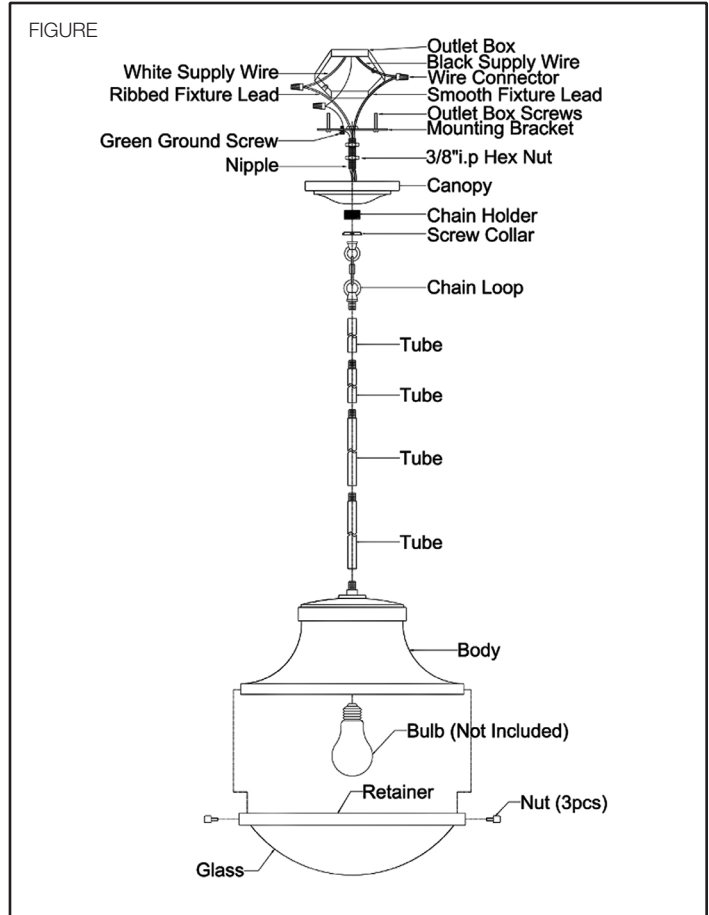 FIGURE
Outlet Box
Black Supply Wire
White Supply Wire
Wire Connector
Ribbed Fixture Lead
Smooth Fixture Lead
Outlet Box Screws
Mounting Bracket
Green Ground Screw
3/8"i.p Hex Nut
Nipple
Canopy
Chain Holder
Screw Collar
Chain Loop
Tube
Tube
Tube
Tube
Body
Bulb (Not Included)
Retainer
Nut (3pcs)
Glass